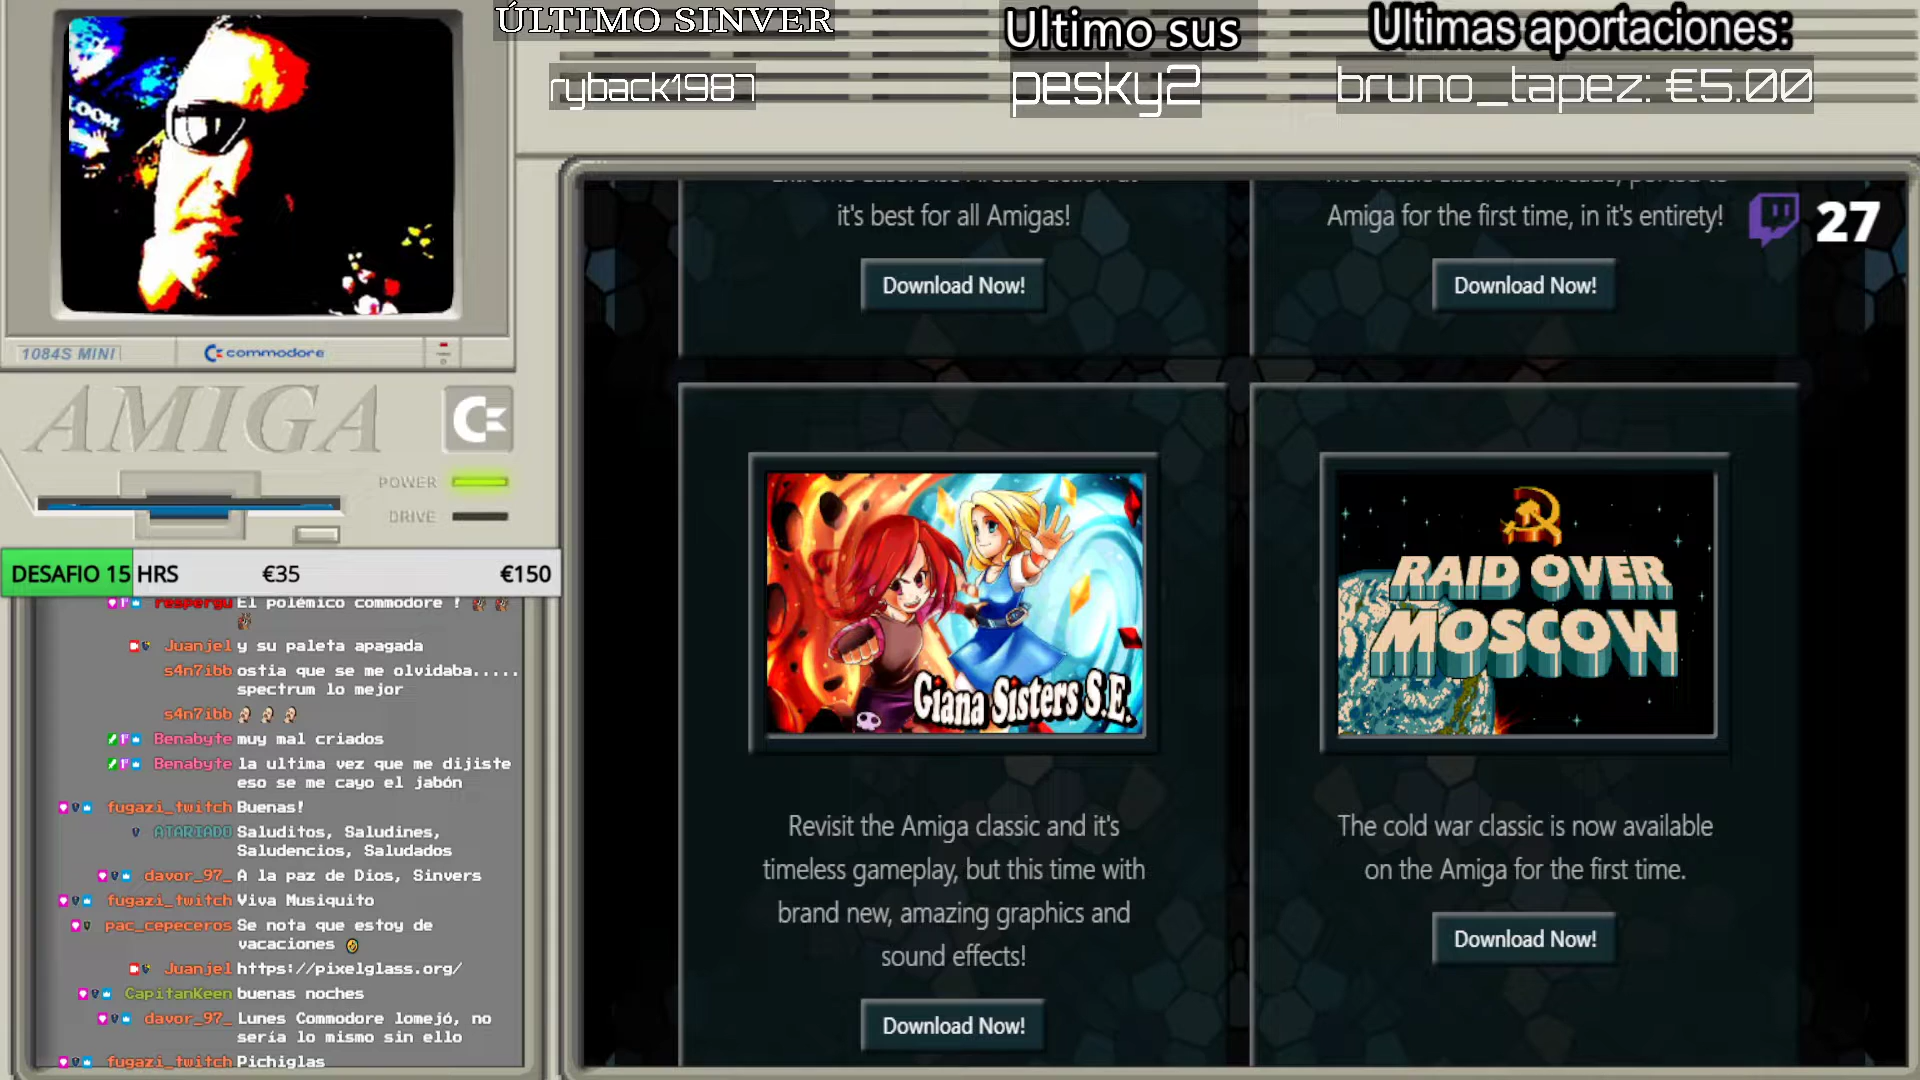 ÚLTIMO SINVER
ryback1987
Ultimo sus
pesky2
Ultimas aportaciones:
bruno_tapez: €5.00
LOOM
1084S MINI
commodore
AMIGA
POWER
DRIVE
DESAFIO 15 HRS €35 €150
respergu El polémico commodore !
Juanjel y su paleta apagada
s4n7ibb ostia que se me olvidaba.....
spectrum lo mejor
s4n7ibb
Benabyte muy mal criados
Benabyte la ultima vez que me dijiste
eso se me cayo el jabón
fugazi_twitch Buenas!
ATARIADO Saluditos, Saludines,
Saludencios, Saludados
davor_97_ A la paz de Dios, Sinvers
fugazi_twitch Viva Musiquito
pac_cepeceros Se nota que estoy de
vacaciones
Juanjel https://pixelglass.org/
CapitanKeen buenas noches
davor_97_ Lunes Commodore lomejó, no
sería lo mismo sin ello
fugazi_twitch Pichiglas
it's best for all Amigas!
Download Now!
Amiga for the first time, in it's entirety!
Download Now!
27
Giana Sisters S.E.
Revisit the Amiga classic and it's
timeless gameplay, but this time with
brand new, amazing graphics and
sound effects!
Download Now!
RAID OVER
MOSCOW
The cold war classic is now available
on the Amiga for the first time.
Download Now!